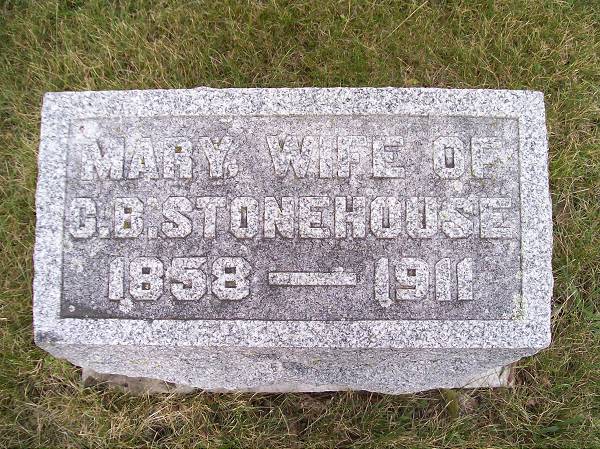 MARY, WIFE OF
C.B. STONEHOUSE
1858 — 1911